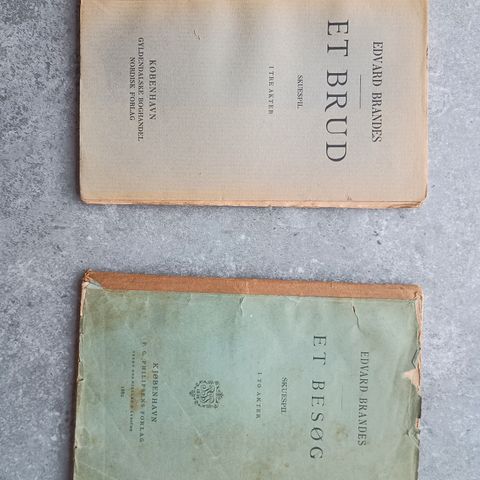 EDVARD BRANDES
ET BRUD
SKUESPIL
I TRE AKTER
KØBENHAVN
GYLDENDALSKE BOGHANDEL
NORDISK FORLAG
EDVARD BRANDES
ET BESØG
SKUESPIL
I TO AKTER
KJØBENHAVN
P. G. PHILIPSENS FORLAG
1882